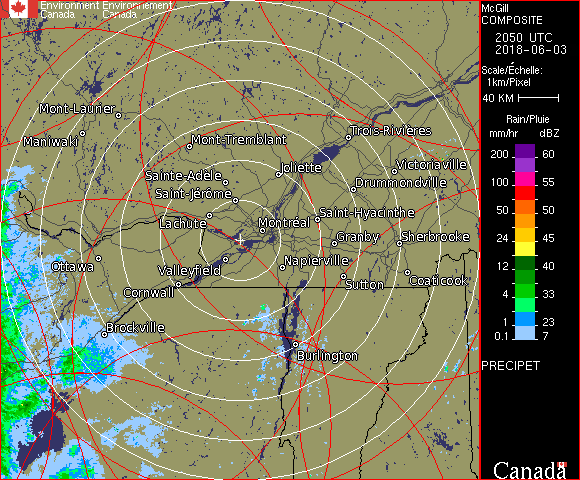 Environment Environnement
Canada Canada
McGill
COMPOSITE
2050 UTC
2018-06-03
Scale/Échelle:
1km/Pixel
40 KM
Rain/Pluie
mm/hr dBZ
200 60
55
100 55
50 50
24 45
12 40
4 33
1 23
0.1 7
PRECIPET
Canada
Mont-Laurier
Maniwaki
Mont-Tremblant
Trois-Rivières
Joliette
Victoriaville
Sainte-Adèle
Drummondville
Saint-Jérôme
Saint-Hyacinthe
Lachute
Montréal
Granby
Sherbrooke
Ottawa
Valleyfield
Napierville
Coaticook
Cornwall
Sutton
Brockville
Burlington